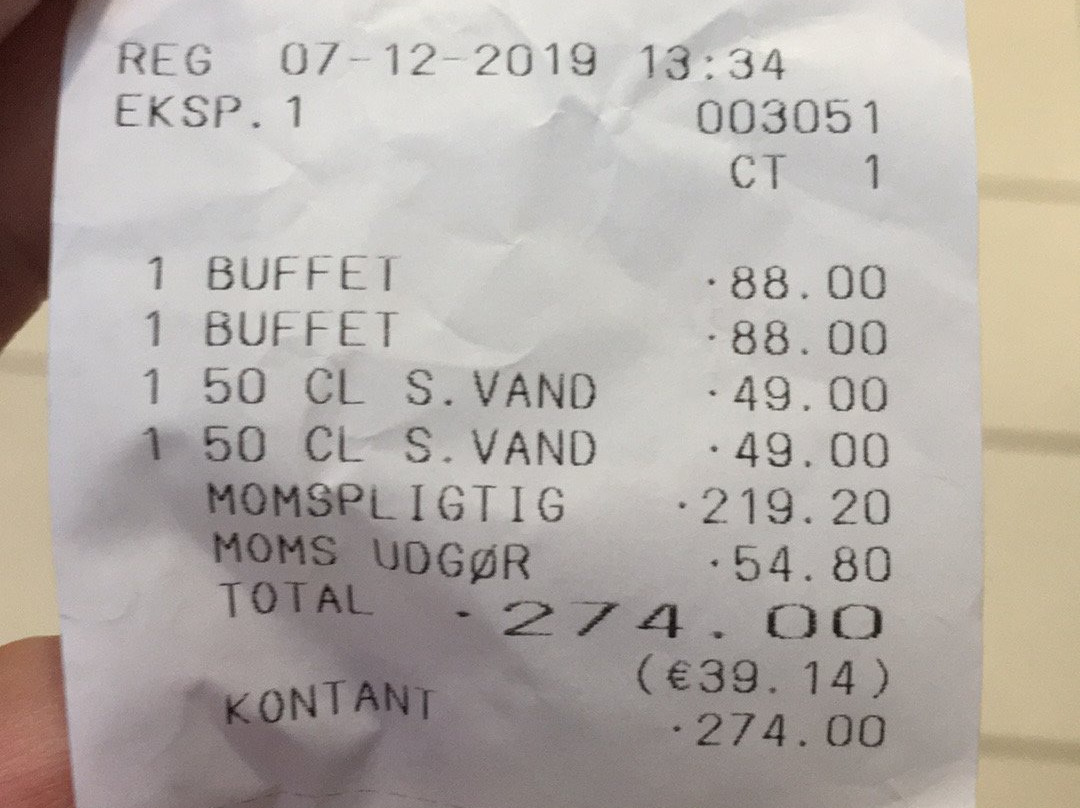 REG 07-12-2019 13:34
EKSP. 1 003051
CT 1
1 BUFFET ·88.00
1 BUFFET ·88.00
1 50 CL S.VAND ·49.00
1 50 CL S.VAND ·49.00
MOMSPLIGTIG ·219.20
MOMS UDGØR ·54.80
TOTAL ·274.00
(€39.14)
KONTANT ·274.00